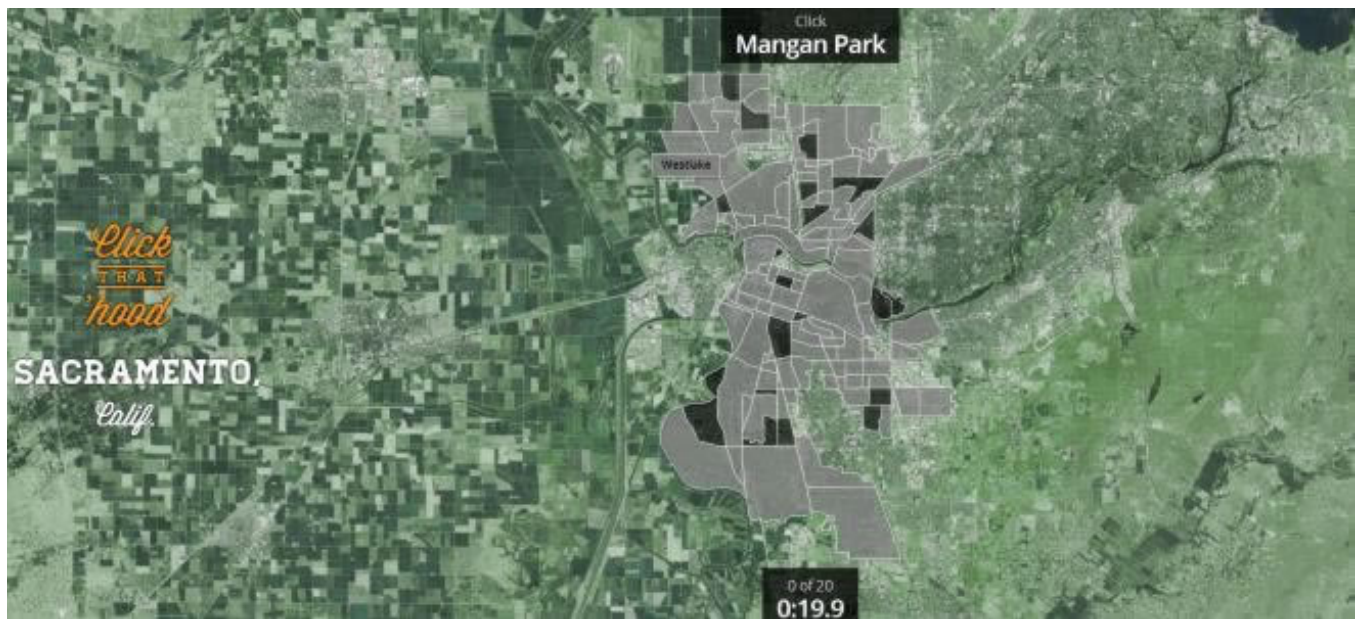 Click
Mangan Park
Westlake
Click
THAT
'hood
SACRAMENTO,
Calif.
0 of 20
0:19.9